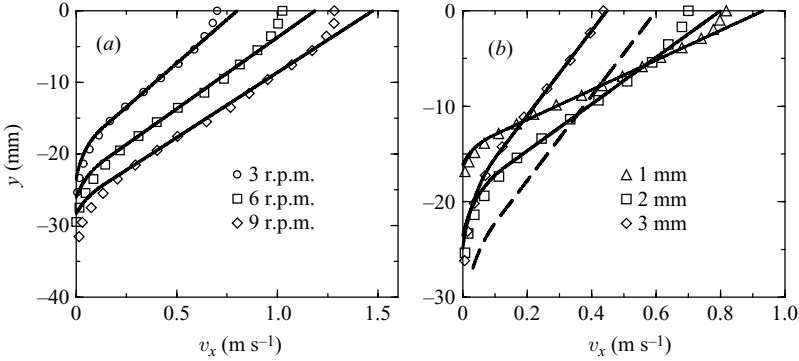 (a)
y (mm)
0
−10
−20
−30
−40
3 r.p.m.
6 r.p.m.
9 r.p.m.
0 0.5 1.0 1.5
vx (m s−1)
(b)
0
−10
−20
−30
1 mm
2 mm
3 mm
0 0.2 0.4 0.6 0.8 1.0
vx (m s−1)